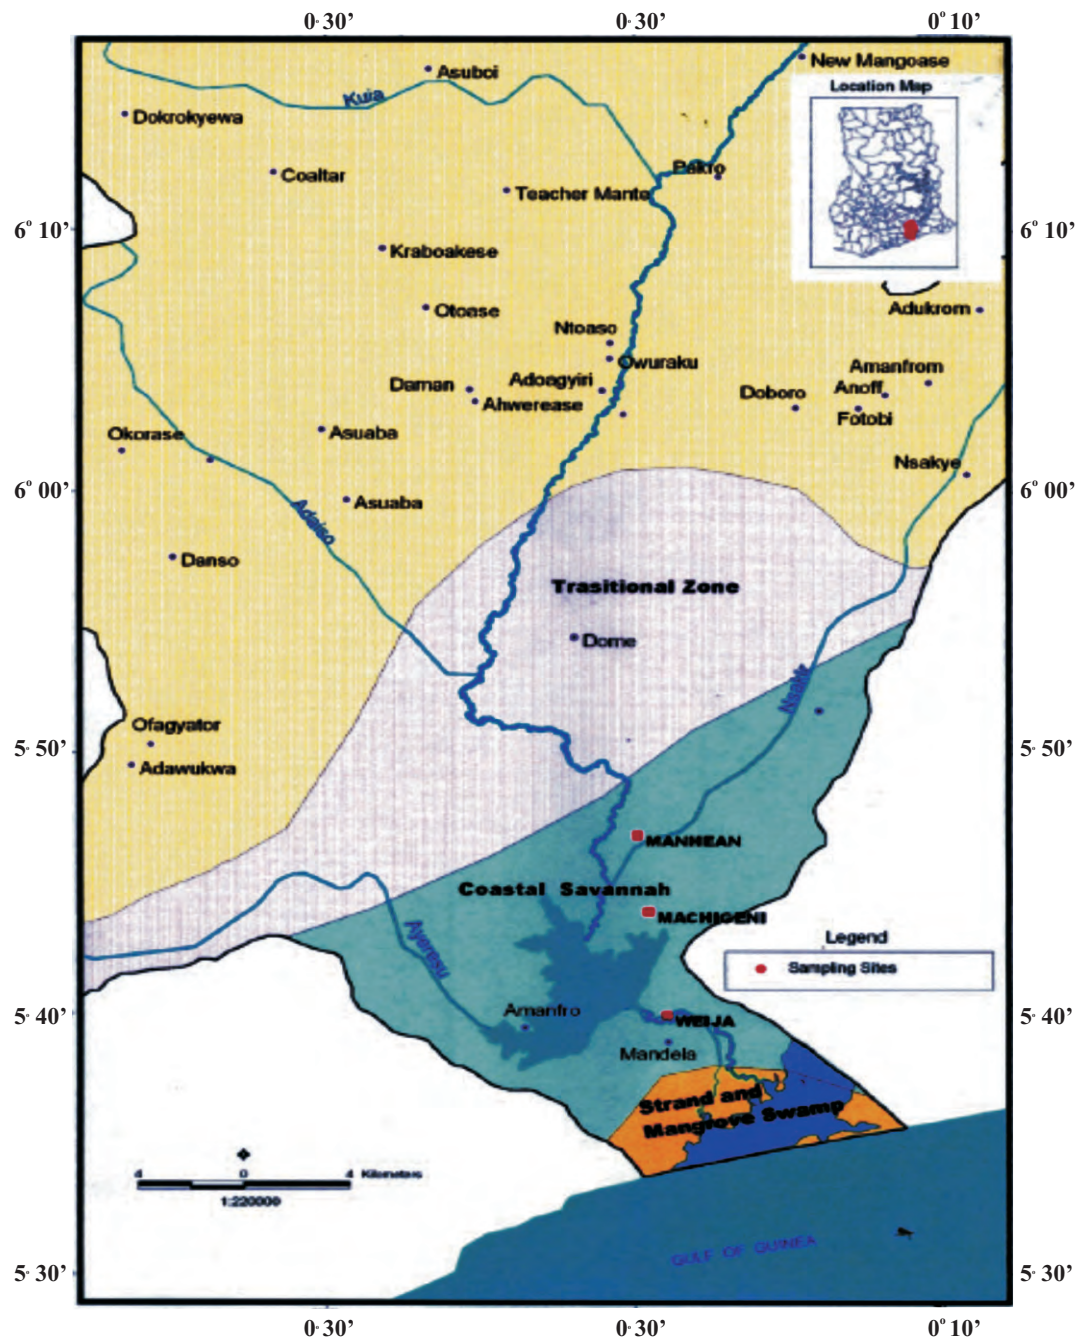 0° 30’
0° 30’
0° 10’
New Mangoase
Asuboi
Location Map
Kuia
Dokrokyewa
Pakro
Coaltar
Teacher Mante
6° 10’
6° 10’
Kraboakese
Otoase
Adukrom
Ntoaso
Owuraku
Amanfrom
Adoagyiri
Daman
Anoff
Doboro
Ahwerease
Fotobi
Okorase
Asuaba
Nsakye
6° 00’
6° 00’
Asuaba
Adaiso
Danso
Trasitional Zone
Dome
Nsakir
Ofagyator
5° 50’
5° 50’
Adawukwa
MANHEAN
Coastal Savannah
MACHIGENI
Ayeresu
Legend
Sampling Sites
Amanfro
5° 40’
5° 40’
WEIJA
Mandela
Strand and
Mangrove Swamp
4 0 4 Kilometers
1:220000
GULF OF GUINEA
5° 30’
5° 30’
0° 30’
0° 30’
0° 10’